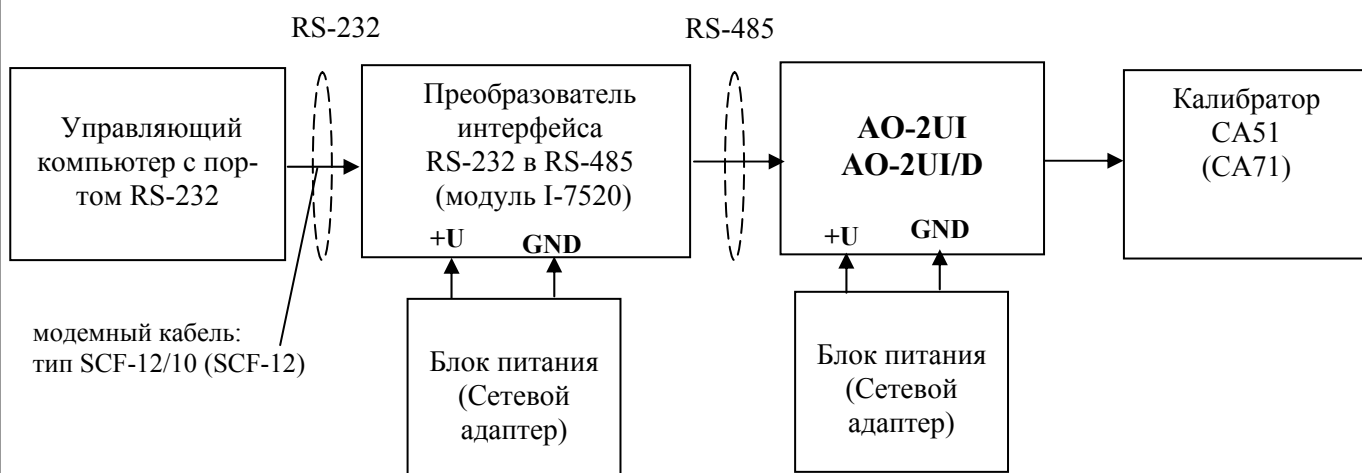 RS-232
RS-485
Управляющий
компьютер с пор-
том RS-232
Преобразователь
интерфейса
RS-232 в RS-485
(модуль I-7520)
+U
GND
AO-2UI
AO-2UI/D
+U
GND
Калибратор
CA51
(CA71)
модемный кабель:
тип SCF-12/10 (SCF-12)
Блок питания
(Сетевой
адаптер)
Блок питания
(Сетевой
адаптер)